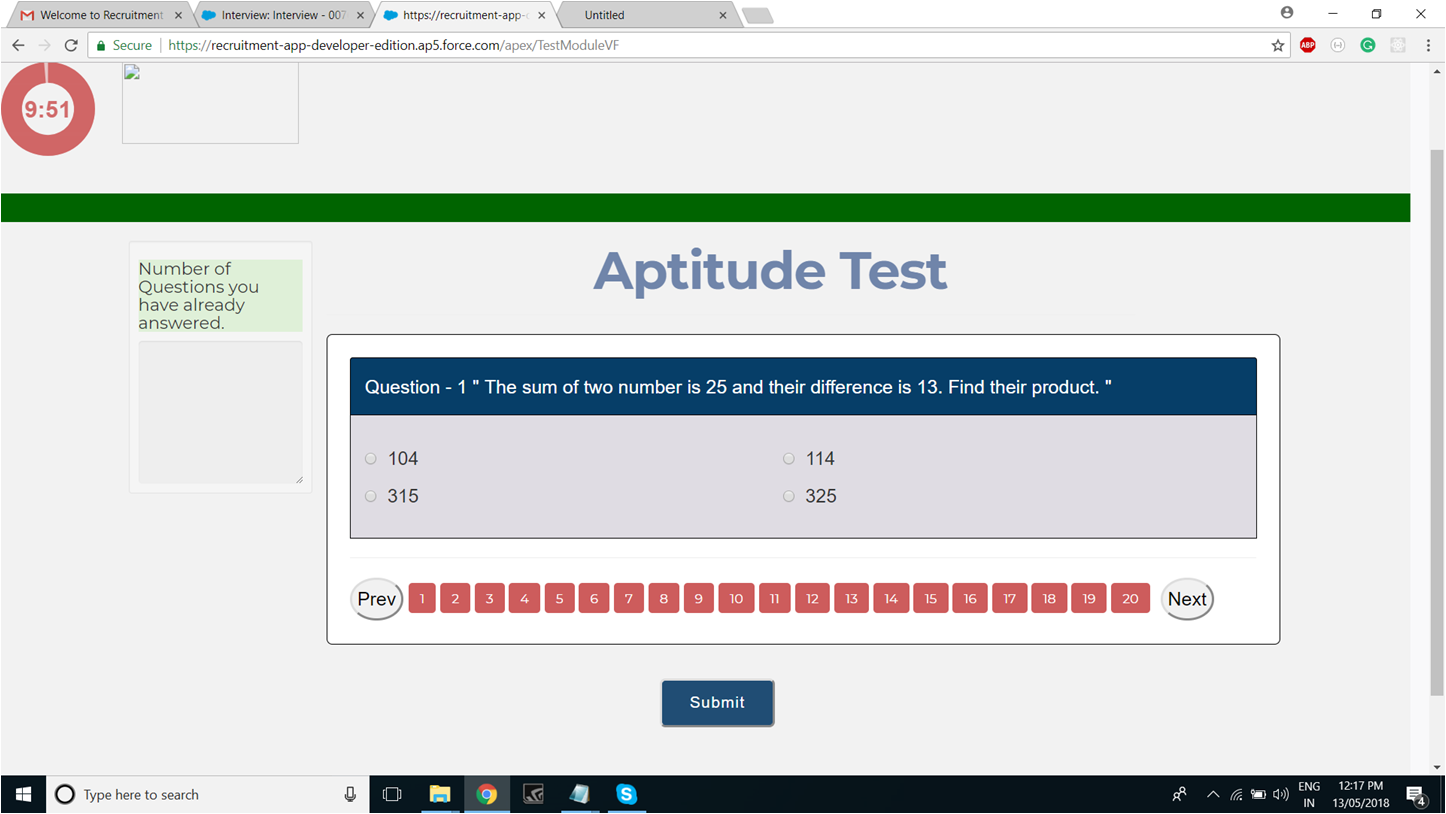 Welcome to Recruitment
Interview: Interview - 007
https://recruitment-app-d
Untitled
Secure
https://recruitment-app-developer-edition.ap5.force.com/apex/TestModuleVF
ABP
9:51
Number of
Questions you
have already
answered.
Aptitude Test
Question - 1 " The sum of two number is 25 and their difference is 13. Find their product. "
104 114
315 325
Prev 1 2 3 4 5 6 7 8 9 10 11 12 13 14 15 16 17 18 19 20 Next
Submit
Type here to search
ENG
IN
12:17 PM
13/05/2018
4